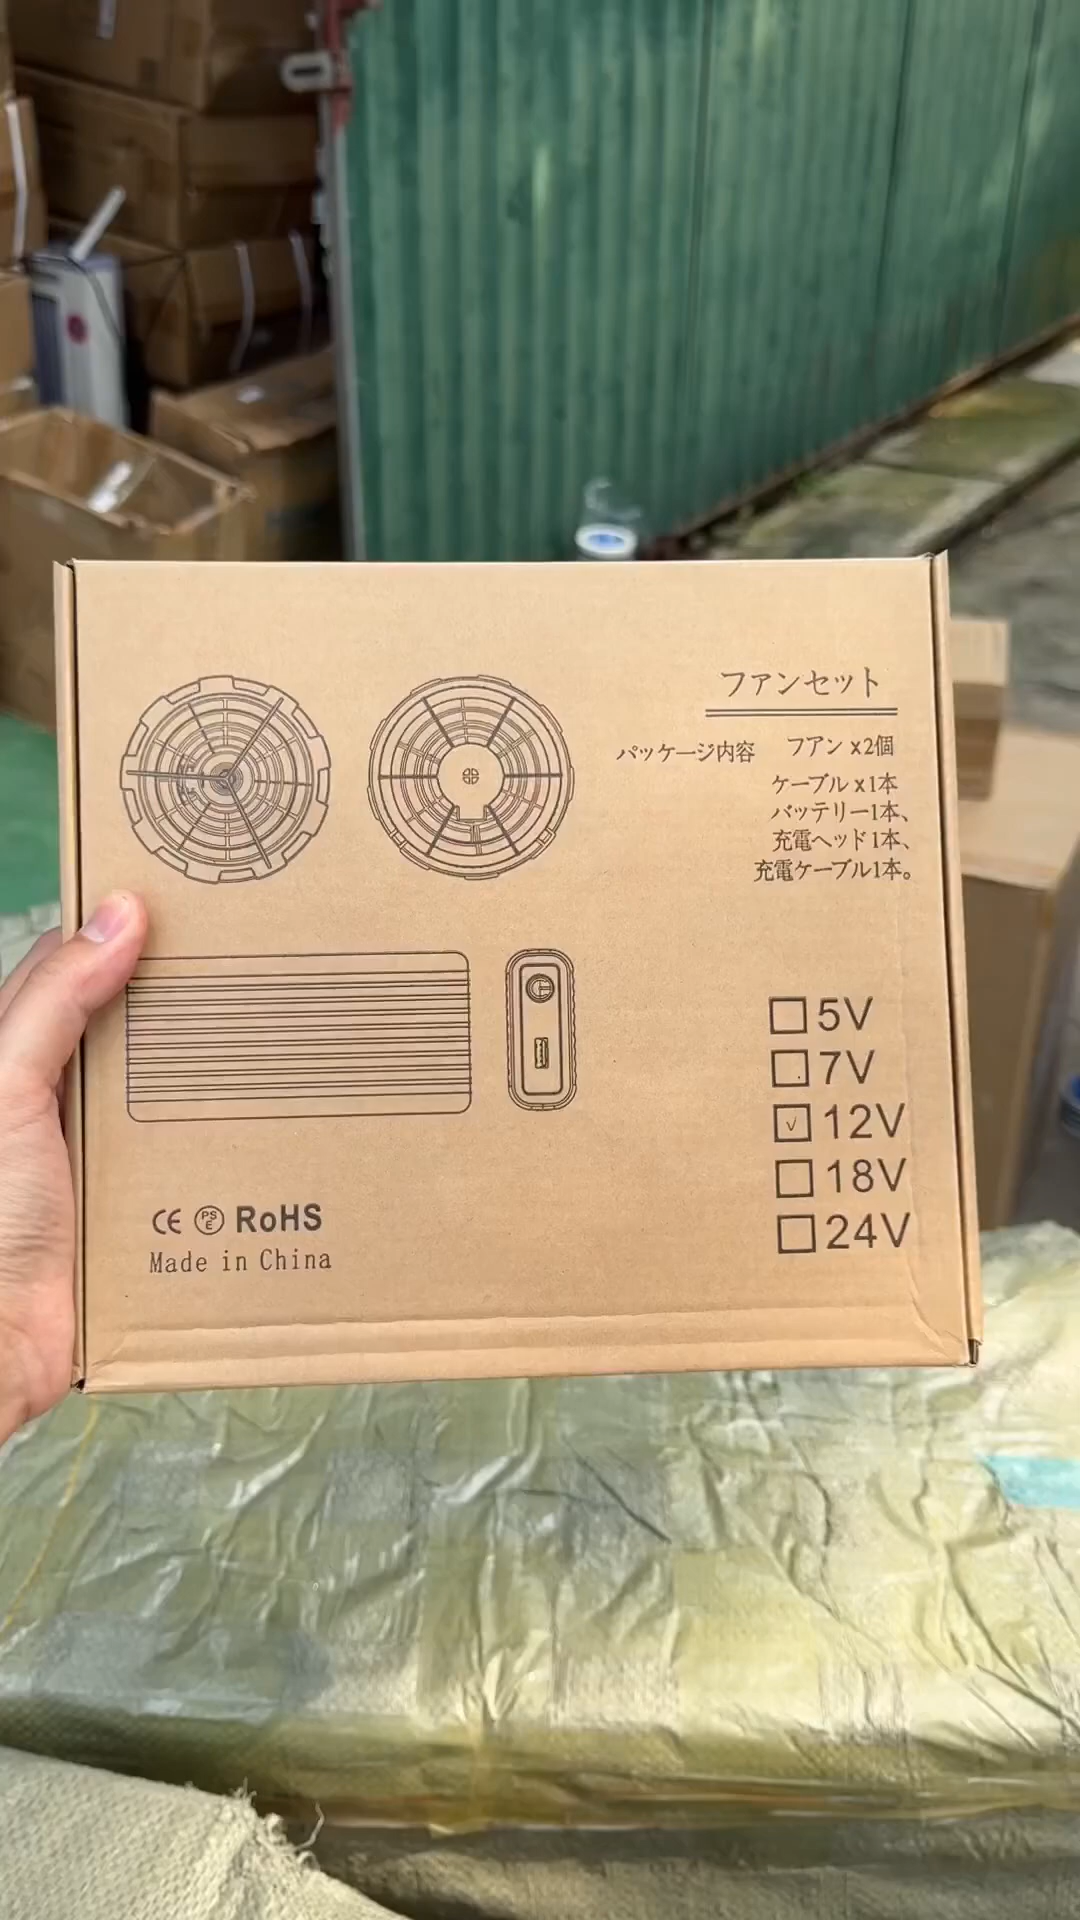 ファンセット
パッケージ内容 フアン x2個
ケーブル x1本
バッテリー1本、
充電ヘッド1本、
充電ケーブル1本。
5V
7V
12V
18V
24V
CE PSE RoHS
Made in China